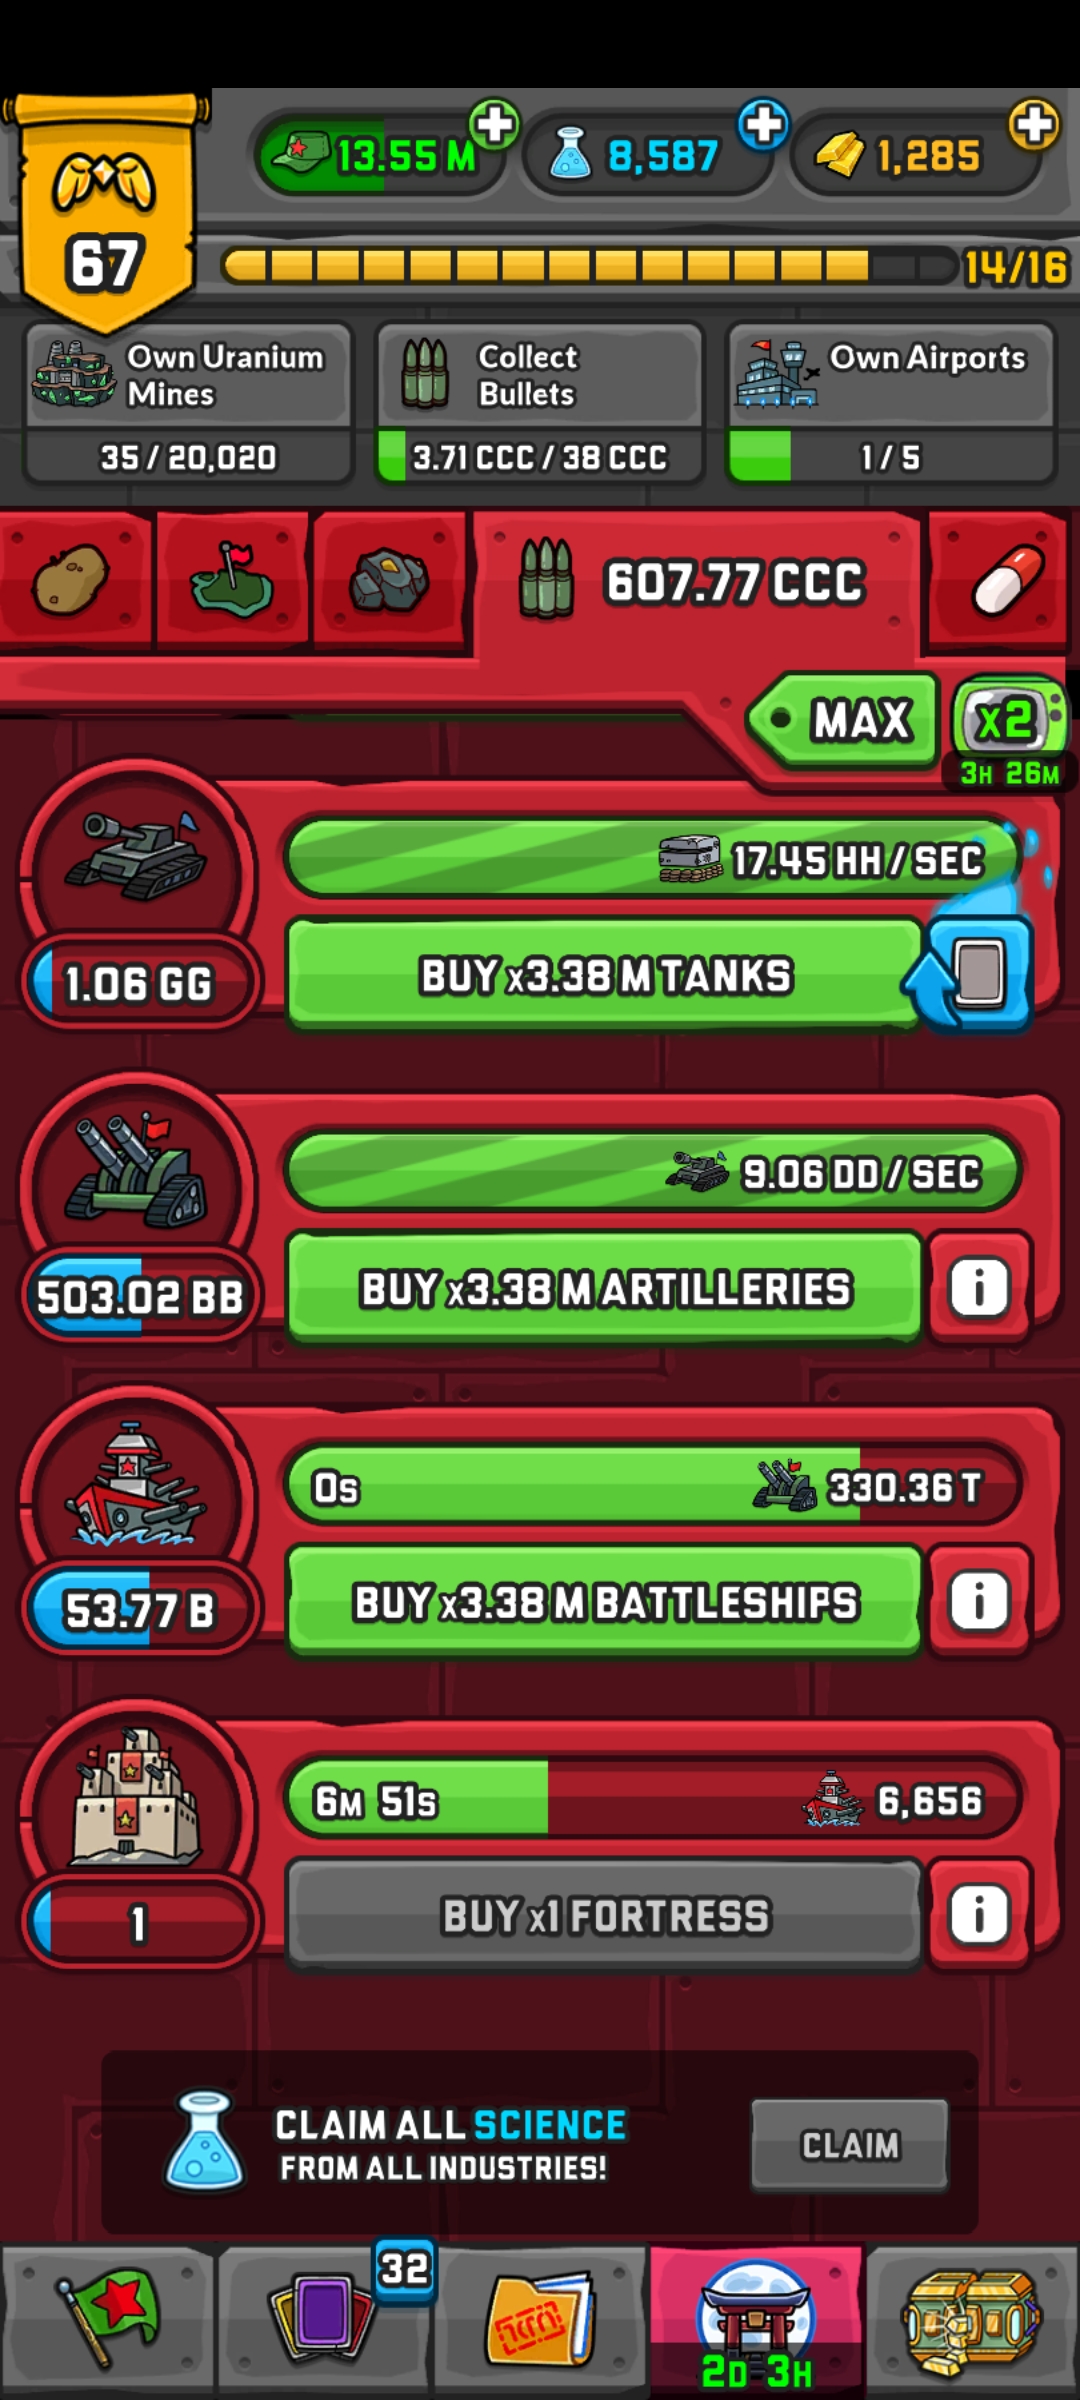 13.55 M
8,587
1,285
67
14/16
Own Uranium
Mines
35 / 20,020
Collect
Bullets
3.71 CCC / 38 CCC
Own Airports
1 / 5
607.77 CCC
MAX
x2
3H 26M
17.45 HH / SEC
BUY x3.38 M TANKS
1.06 GG
9.06 DD / SEC
BUY x3.38 M ARTILLERIES
503.02 BB
i
0s
330.36 T
BUY x3.38 M BATTLESHIPS
53.77 B
i
6M 51s
6,656
BUY x1 FORTRESS
1
i
CLAIM ALL SCIENCE
FROM ALL INDUSTRIES!
CLAIM
32
2D 3H